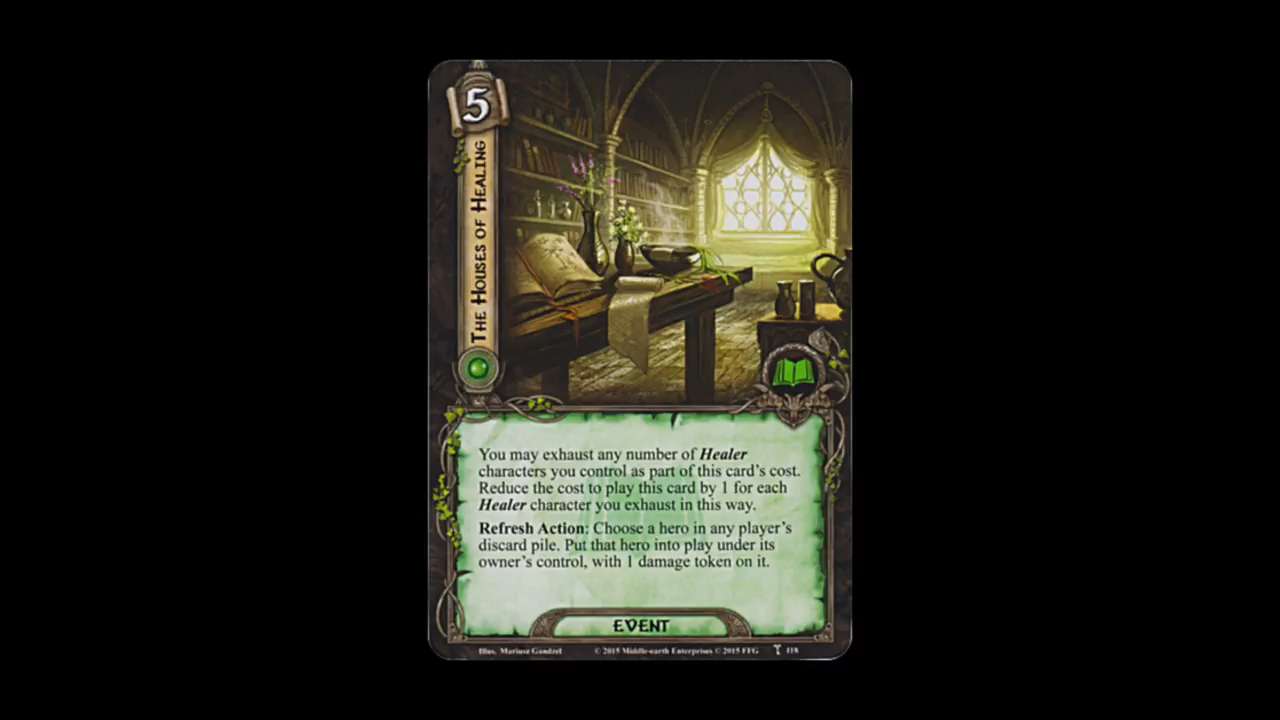 5
THE HOUSES OF HEALING
You may exhaust any number of Healer
characters you control as part of this card's cost.
Reduce the cost to play this card by 1 for each
Healer character you exhaust in this way.
Refresh Action: Choose a hero in any player's
discard pile. Put that hero into play under its
owner's control, with 1 damage token on it.
EVENT
Illus. Mariusz Gandzel © 2015 Middle-earth Enterprises © 2015 FFG 118